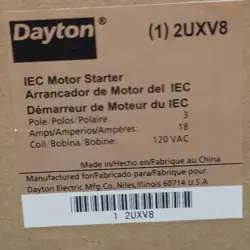 Dayton® (1) 2UXV8
IEC Motor Starter
Arrancador de Motor del IEC
Démarreur de Moteur du IEC
Pole/Polos/Polaire: 3
Amps/Amperios/Ampères: 18
Coil/Bobina/Bobine: 120 VAC
Made in/Hecho en/Fabrique au China
Manufactured for/Fabricado para/Fabriqué pour
Dayton Electric Mfg.Co., Niles,Illinois 60714 U.S.A
1 2UXV8